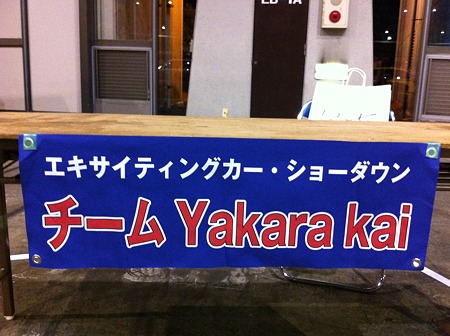 エキサイティングカー・ショーダウン
チーム Yakara kai